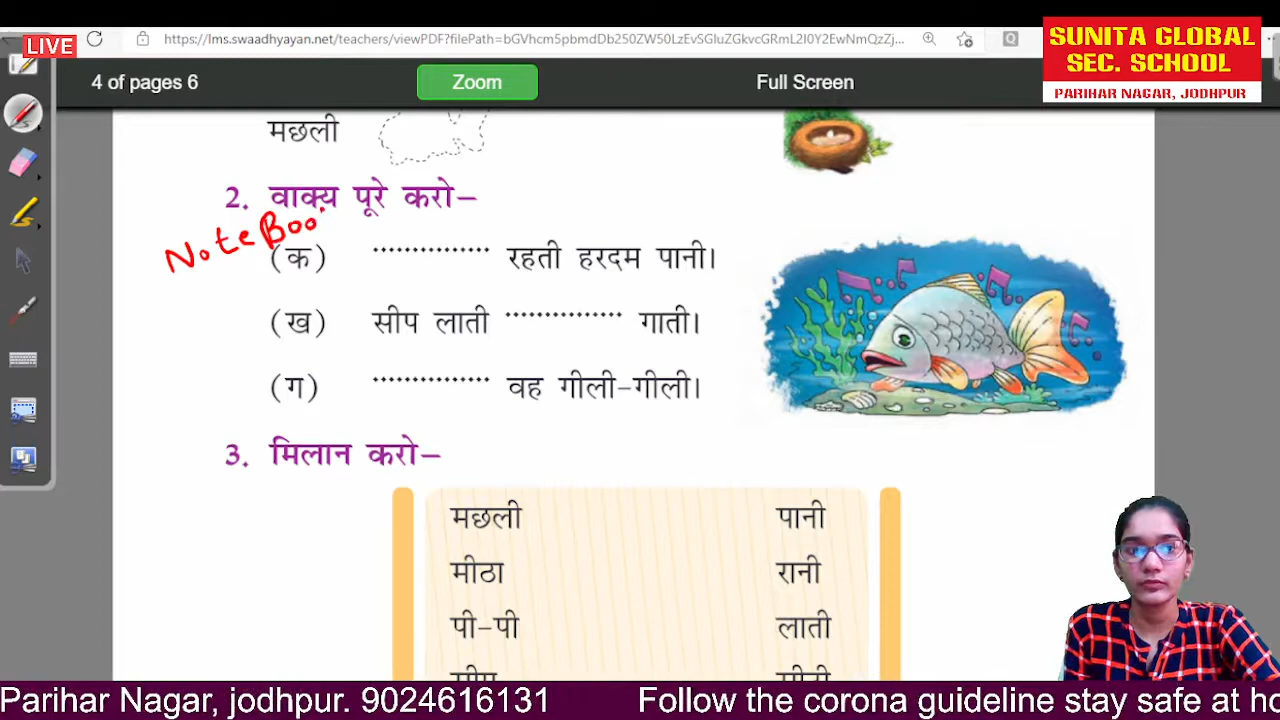 LIVE
https://lms.swaadhyayan.net/teachers/viewPDF?filePath=bGVhcm5pbmdDb250ZW50LzEvSGluZGkvcGRmL2I0Y2EwNmQzZj...
SUNITA GLOBAL
SEC. SCHOOL
PARIHAR NAGAR, JODHPUR
4 of pages 6
Zoom
Full Screen
मछली
2. वाक्य पूरे करो–
NoteBoo
(क) ............... रहती हरदम पानी।
(ख) सीप लाती ............... गाती।
(ग) ............... वह गीली-गीली।
3. मिलान करो–
मछली पानी
मीठा रानी
पी-पी लाती
Parihar Nagar, jodhpur. 9024616131 Follow the corona guideline stay safe at ho